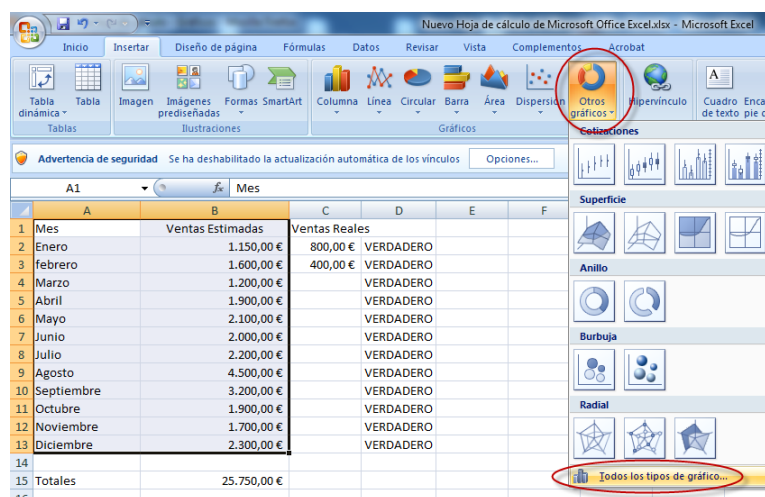 Nuevo Hoja de cálculo de Microsoft Office Excel.xlsx - Microsoft Excel
Inicio Insertar Diseño de página Fórmulas Datos Revisar Vista Complementos Acrobat
Tabla dinámica Tabla Imagen Imágenes prediseñadas Formas SmartArt Columna Línea Circular Barra Área Dispersión Otros gráficos Hipervínculo Cuadro de texto Enca pie d
Tablas Ilustraciones Gráficos
Cotizaciones
Advertencia de seguridad Se ha deshabilitado la actualización automática de los vínculos Opciones...
A1 fx Mes
Superficie
A B C D E F
1 Mes Ventas Estimadas Ventas Reales
2 Enero 1.150,00 € 800,00 € VERDADERO
3 febrero 1.600,00 € 400,00 € VERDADERO
Anillo
4 Marzo 1.200,00 € VERDADERO
5 Abril 1.900,00 € VERDADERO
6 Mayo 2.100,00 € VERDADERO
7 Junio 2.000,00 € VERDADERO
Burbuja
8 Julio 2.200,00 € VERDADERO
9 Agosto 4.500,00 € VERDADERO
10 Septiembre 3.200,00 € VERDADERO
11 Octubre 1.900,00 € VERDADERO
Radial
12 Noviembre 1.700,00 € VERDADERO
13 Diciembre 2.300,00 € VERDADERO
14
Todos los tipos de gráfico...
15 Totales 25.750,00 €